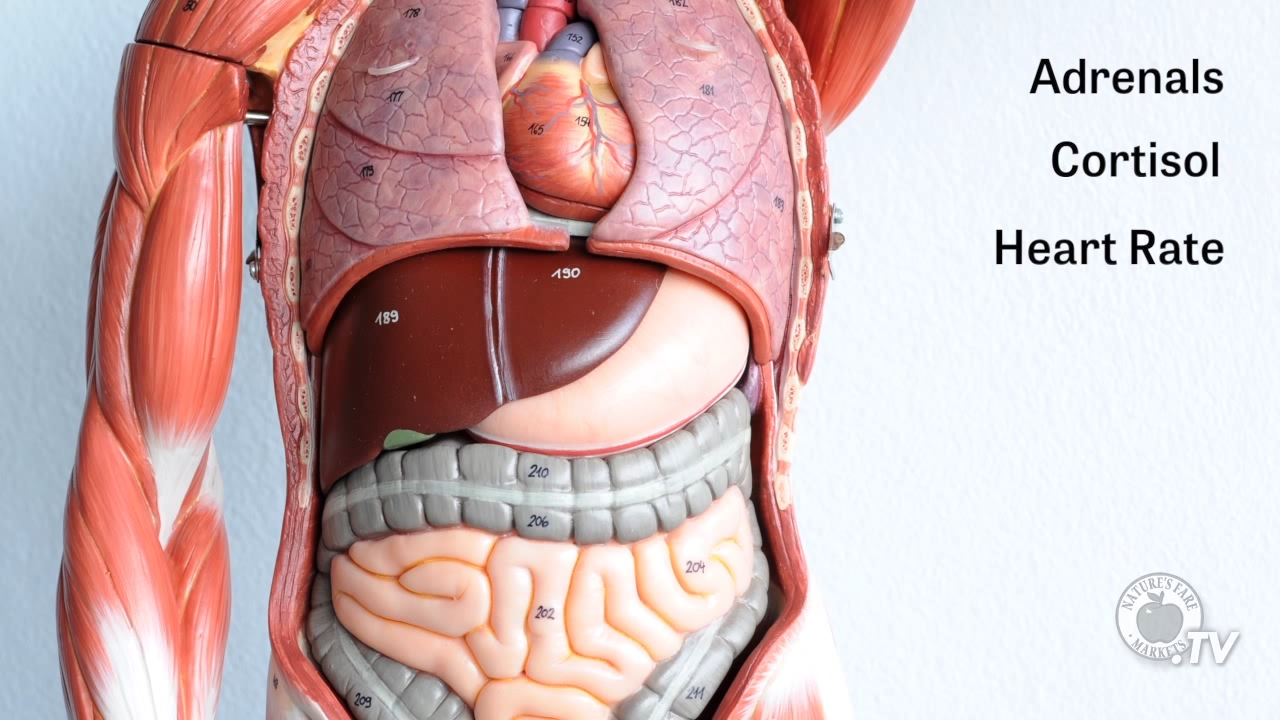 Adrenals
Cortisol
Heart Rate
178
182
152
177
181
165
154
173
183
190
189
210
206
204
202
209
211
NATURE'S FARE
· MARKETS ·
.TV